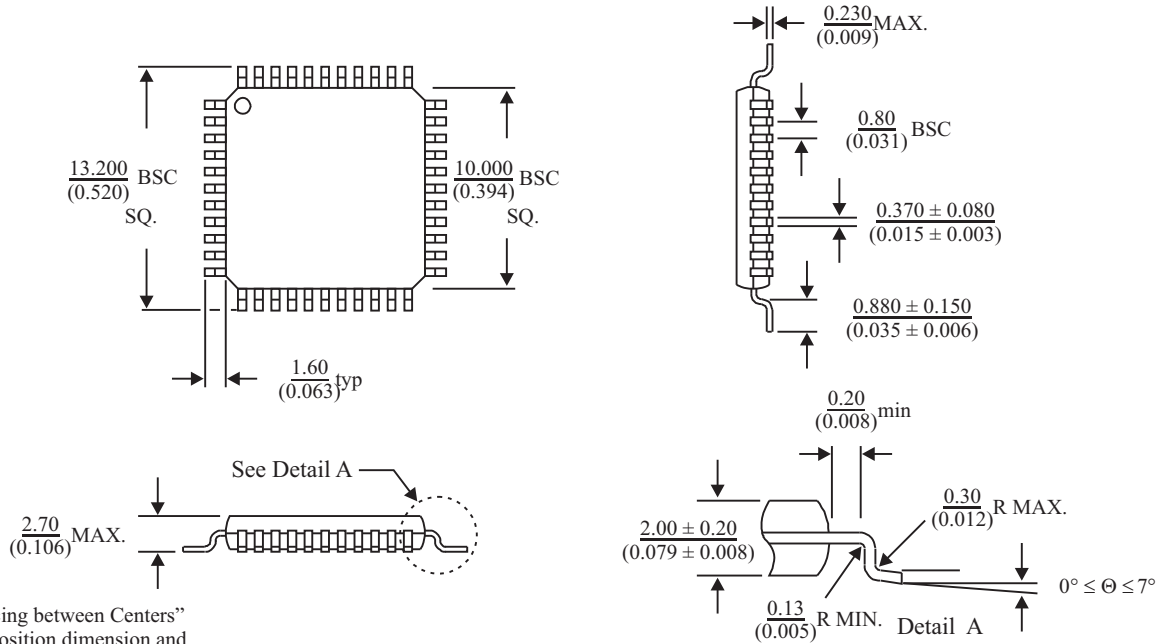 0.230
(0.009) MAX.
13.200
(0.520) BSC
SQ.
10.000
(0.394) BSC
SQ.
0.80
(0.031) BSC
0.370 ± 0.080
(0.015 ± 0.003)
0.880 ± 0.150
(0.035 ± 0.006)
1.60
(0.063) typ
0.20
(0.008) min
See Detail A
2.70
(0.106) MAX.
2.00 ± 0.20
(0.079 ± 0.008)
0.30
(0.012) R MAX.
0° ≤ Θ ≤ 7°
0.13
(0.005) R MIN.
Detail A
between Centers”
dimension and